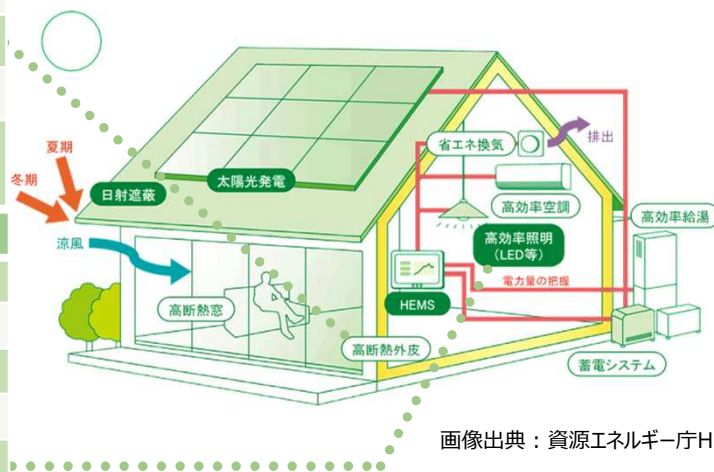 夏期
冬期
日射遮蔽
太陽光発電
涼風
高断熱窓
高断熱外皮
省エネ換気
排出
高効率空調
高効率照明
(LED等)
高効率給湯
電力量の把握
HEMS
蓄電システム
画像出典:資源エネルギー庁H